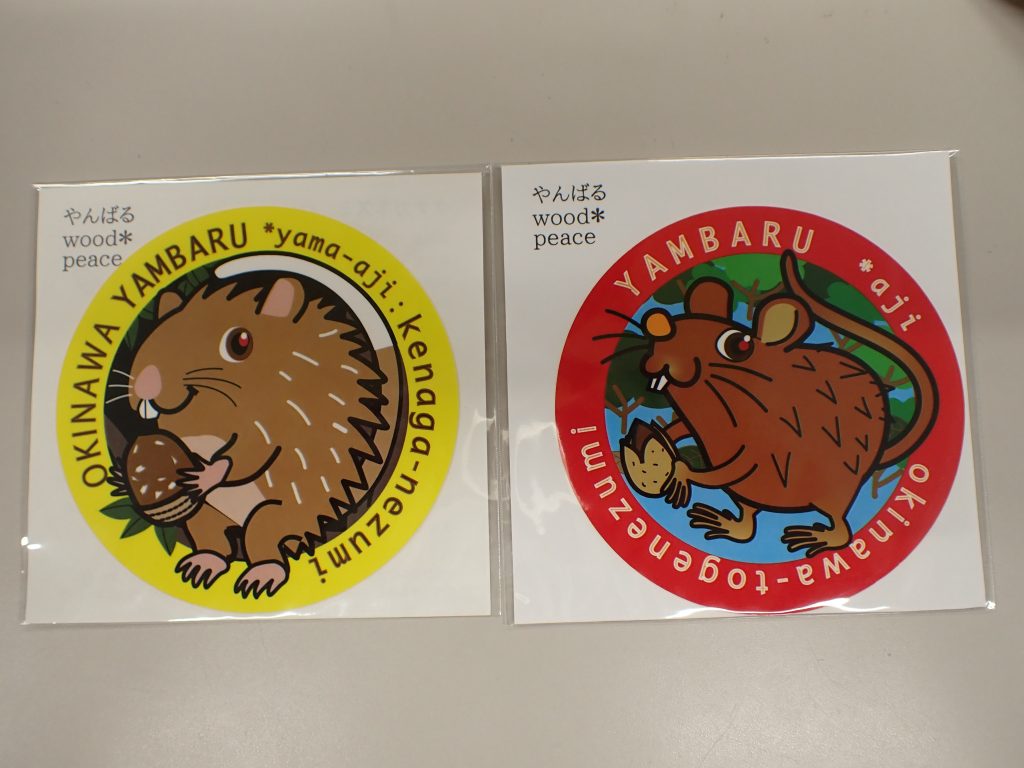 やんばる
wood*
peace
OKINAWA YAMBARU *yama-aji:kenaga-nezumi
やんばる
wood*
peace
YAMBARU *aji
okinawa-togenezumi